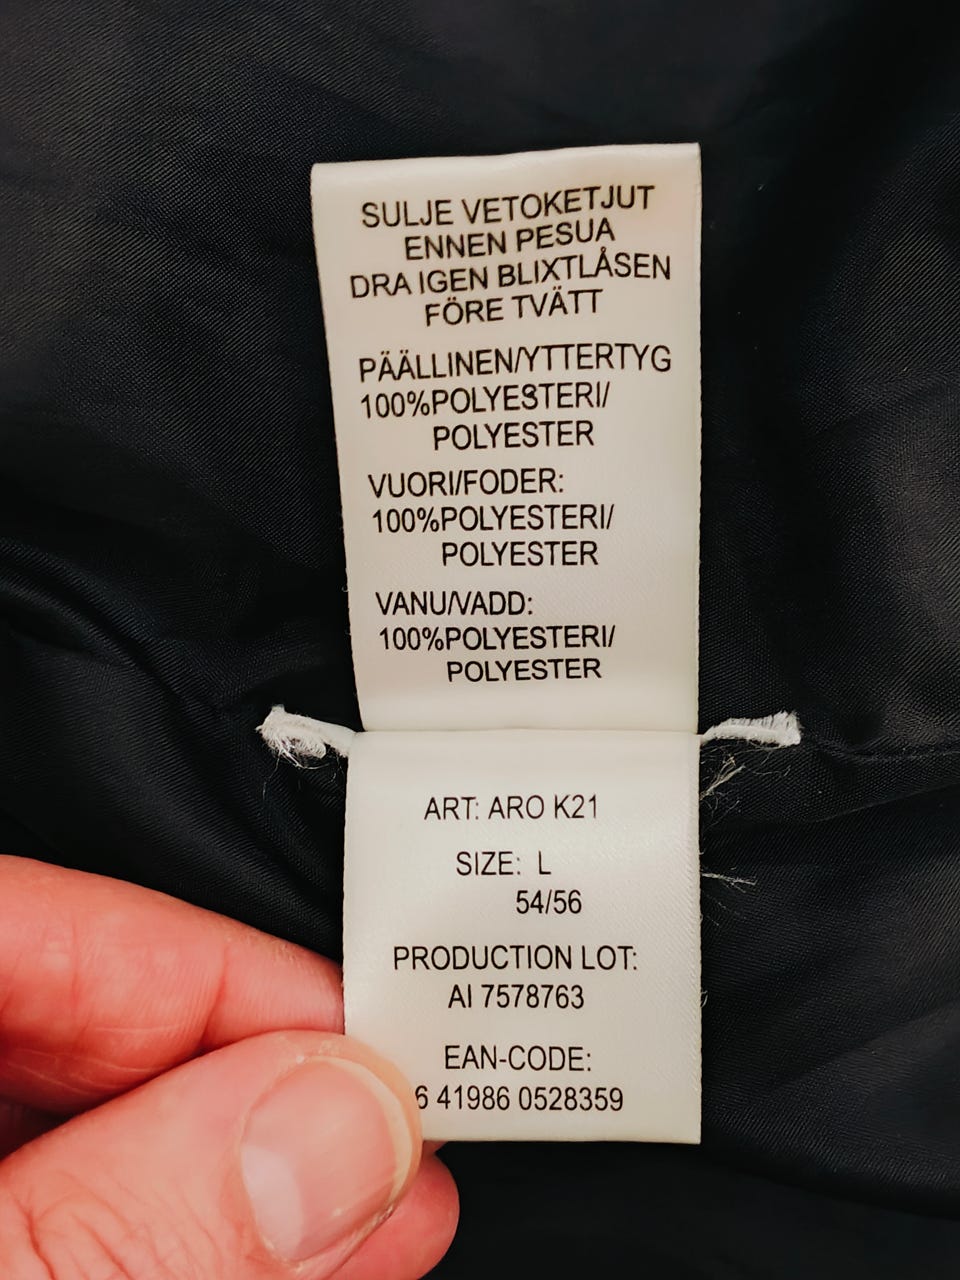 SULJE VETOKETJUT
ENNEN PESUA
DRA IGEN BLIXTLÅSEN
FÖRE TVÄTT
PÄÄLLINEN/YTTERTYG
100%POLYESTERI/
POLYESTER
VUORI/FODER:
100%POLYESTERI/
POLYESTER
VANU/VADD:
100%POLYESTERI/
POLYESTER
ART: ARO K21
SIZE: L
54/56
PRODUCTION LOT:
AI 7578763
EAN-CODE:
6 41986 0528359